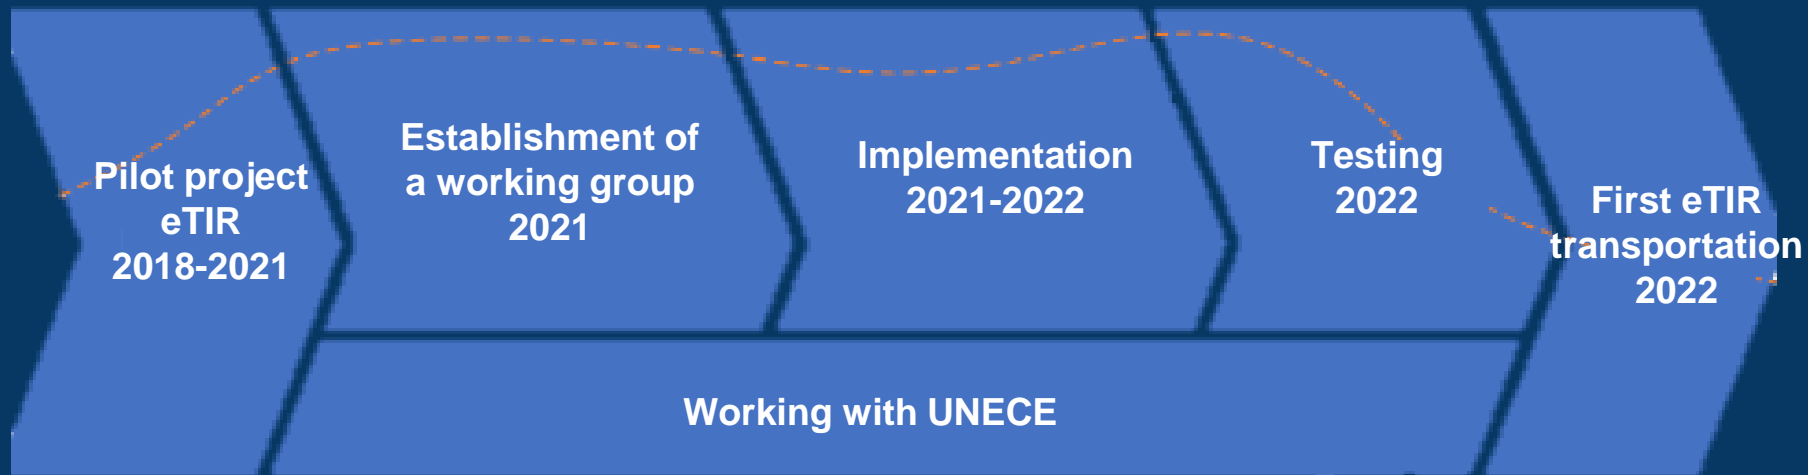 Pilot project
eTIR
2018-2021
Establishment of
a working group
2021
Implementation
2021-2022
Testing
2022
First eTIR
transportation
2022
Working with UNECE